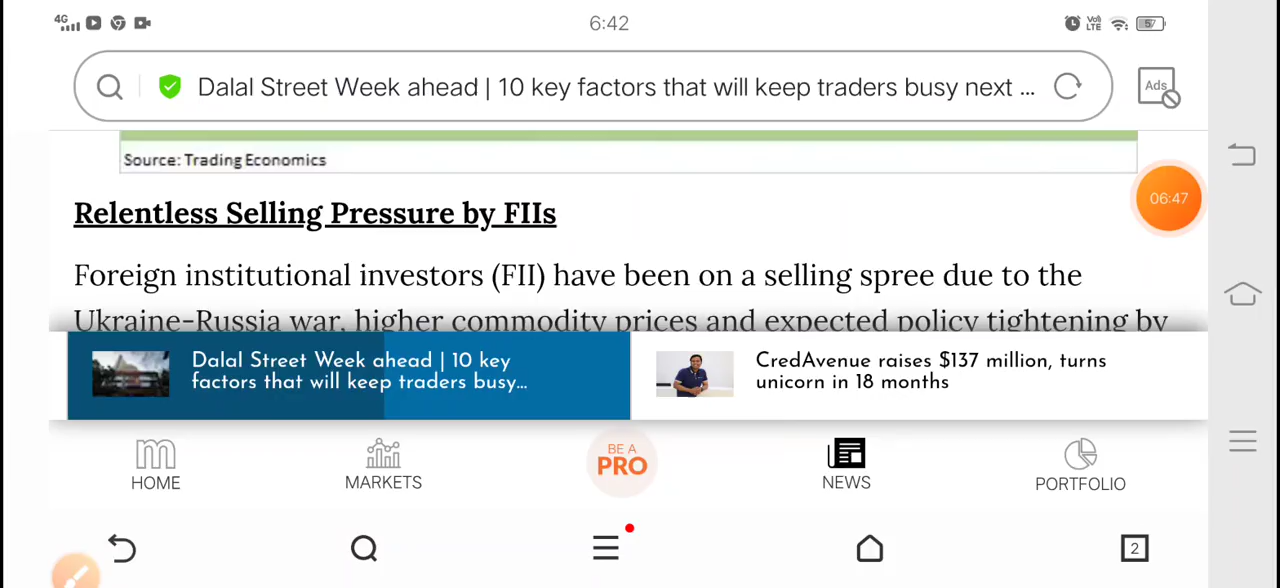 4G
6:42
Vo)
LTE
57
Dalal Street Week ahead | 10 key factors that will keep traders busy next ...
Ads
Source: Trading Economics
06:47
Relentless Selling Pressure by FIIs
Foreign institutional investors (FII) have been on a selling spree due to the
Ukraine-Russia war, higher commodity prices and expected policy tightening by
Dalal Street Week ahead | 10 key
factors that will keep traders busy...
CredAvenue raises $137 million, turns
unicorn in 18 months
m
HOME
MARKETS
BE A
PRO
NEWS
PORTFOLIO
2